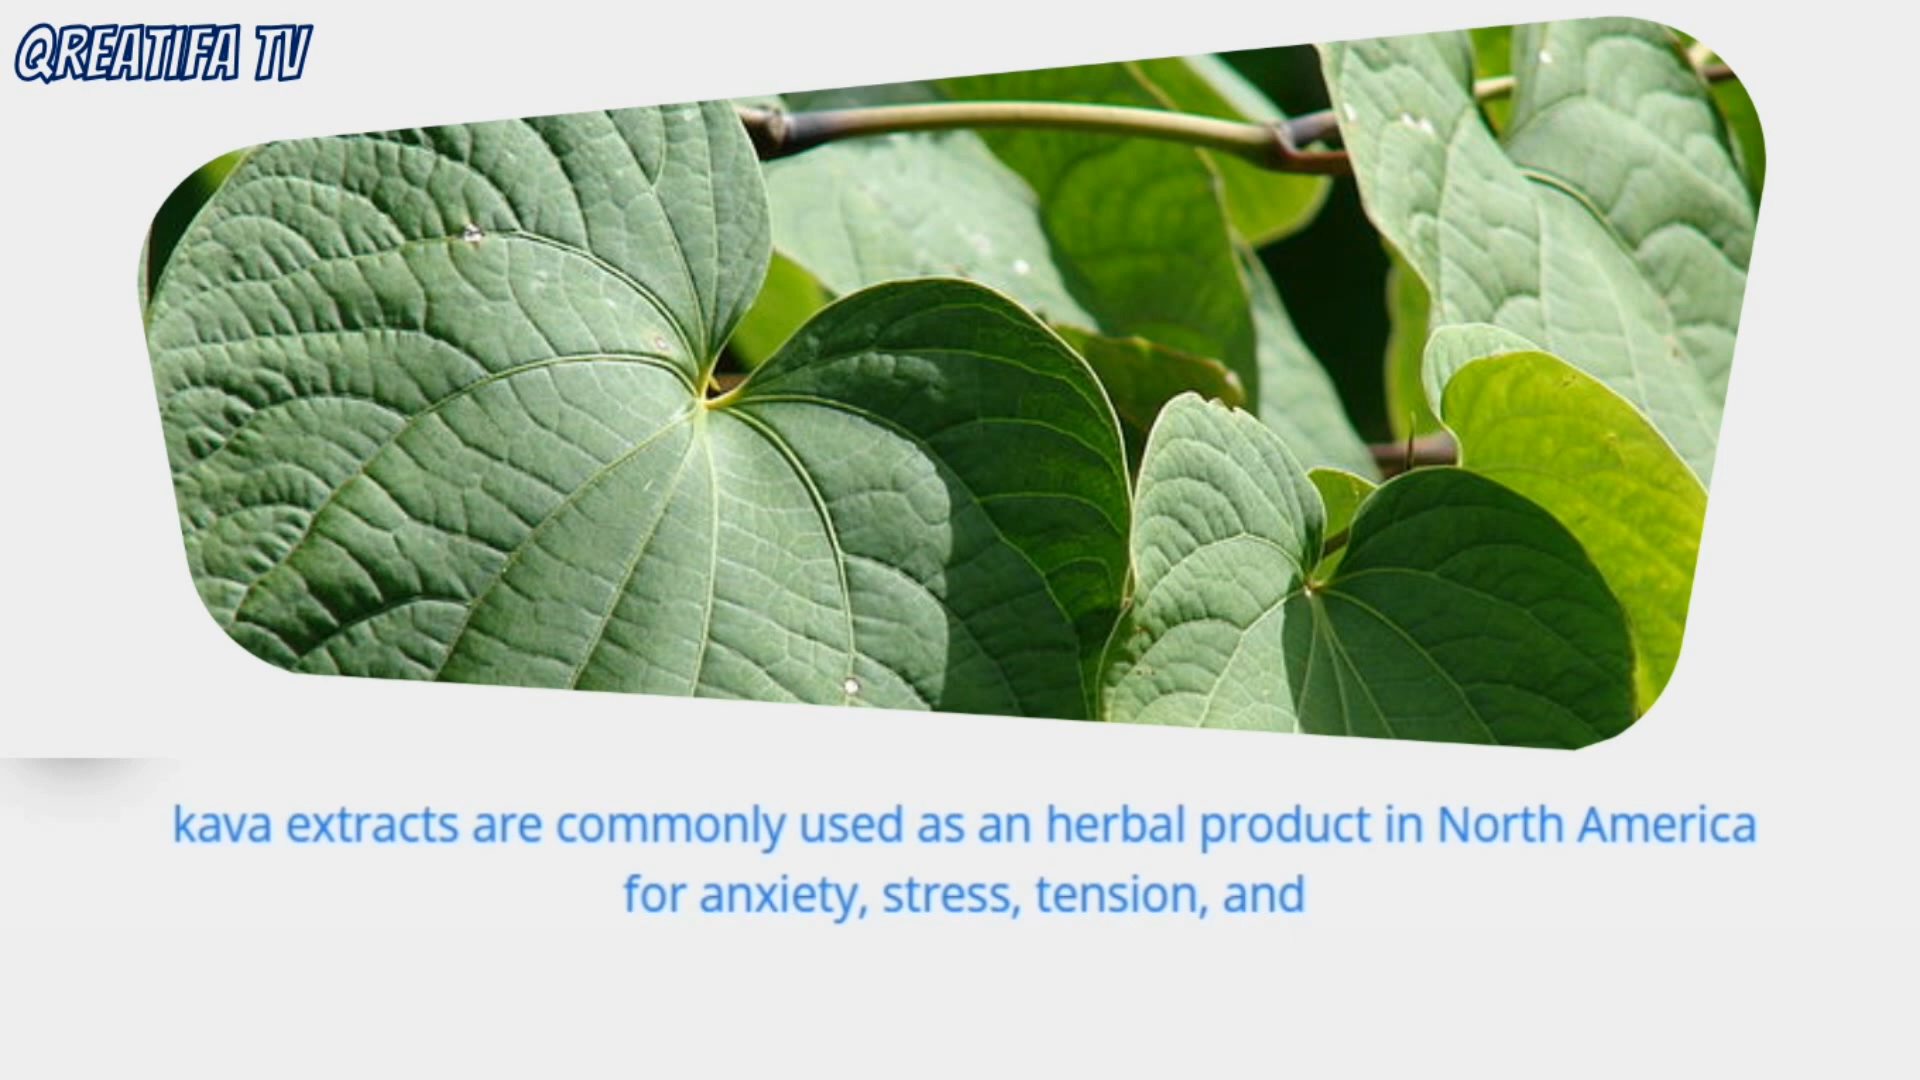 QREATIFA TV
kava extracts are commonly used as an herbal product in North America
for anxiety, stress, tension, and